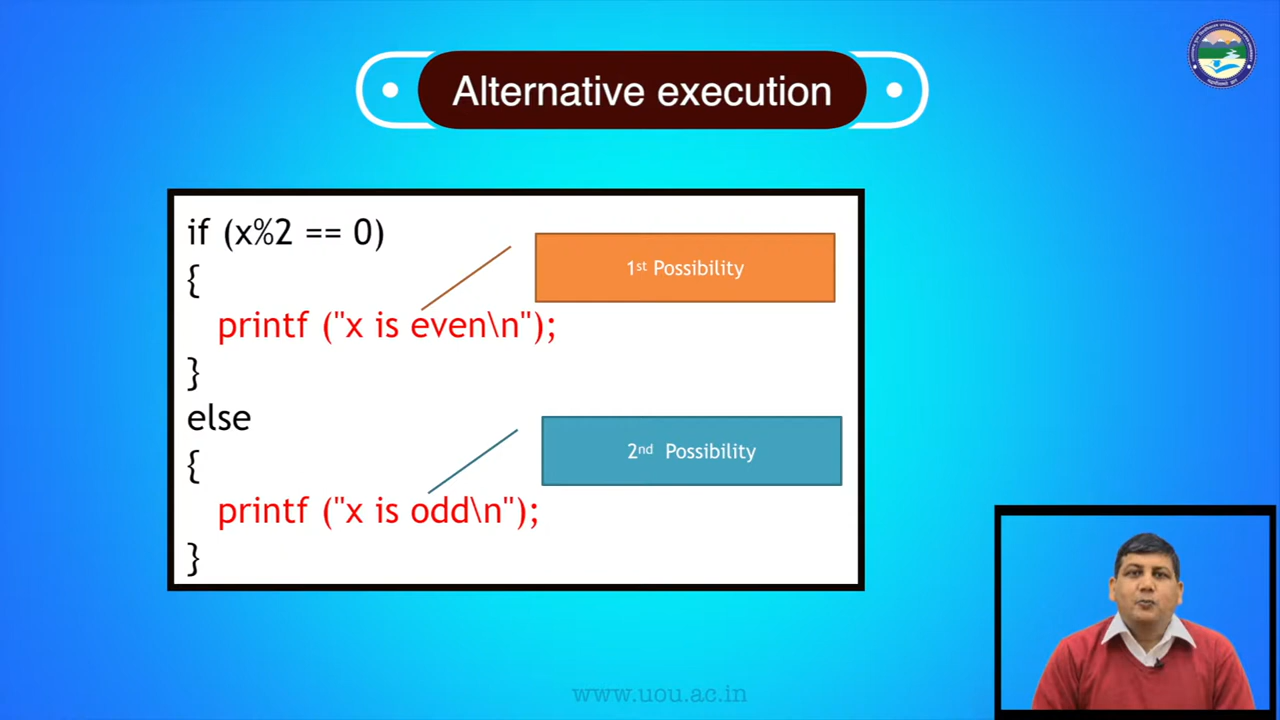 Alternative execution
if (x%2 == 0)
1st Possibility
{
printf ("x is even\n");
}
else
2nd Possibility
{
printf ("x is odd\n");
}
www.uou.ac.in